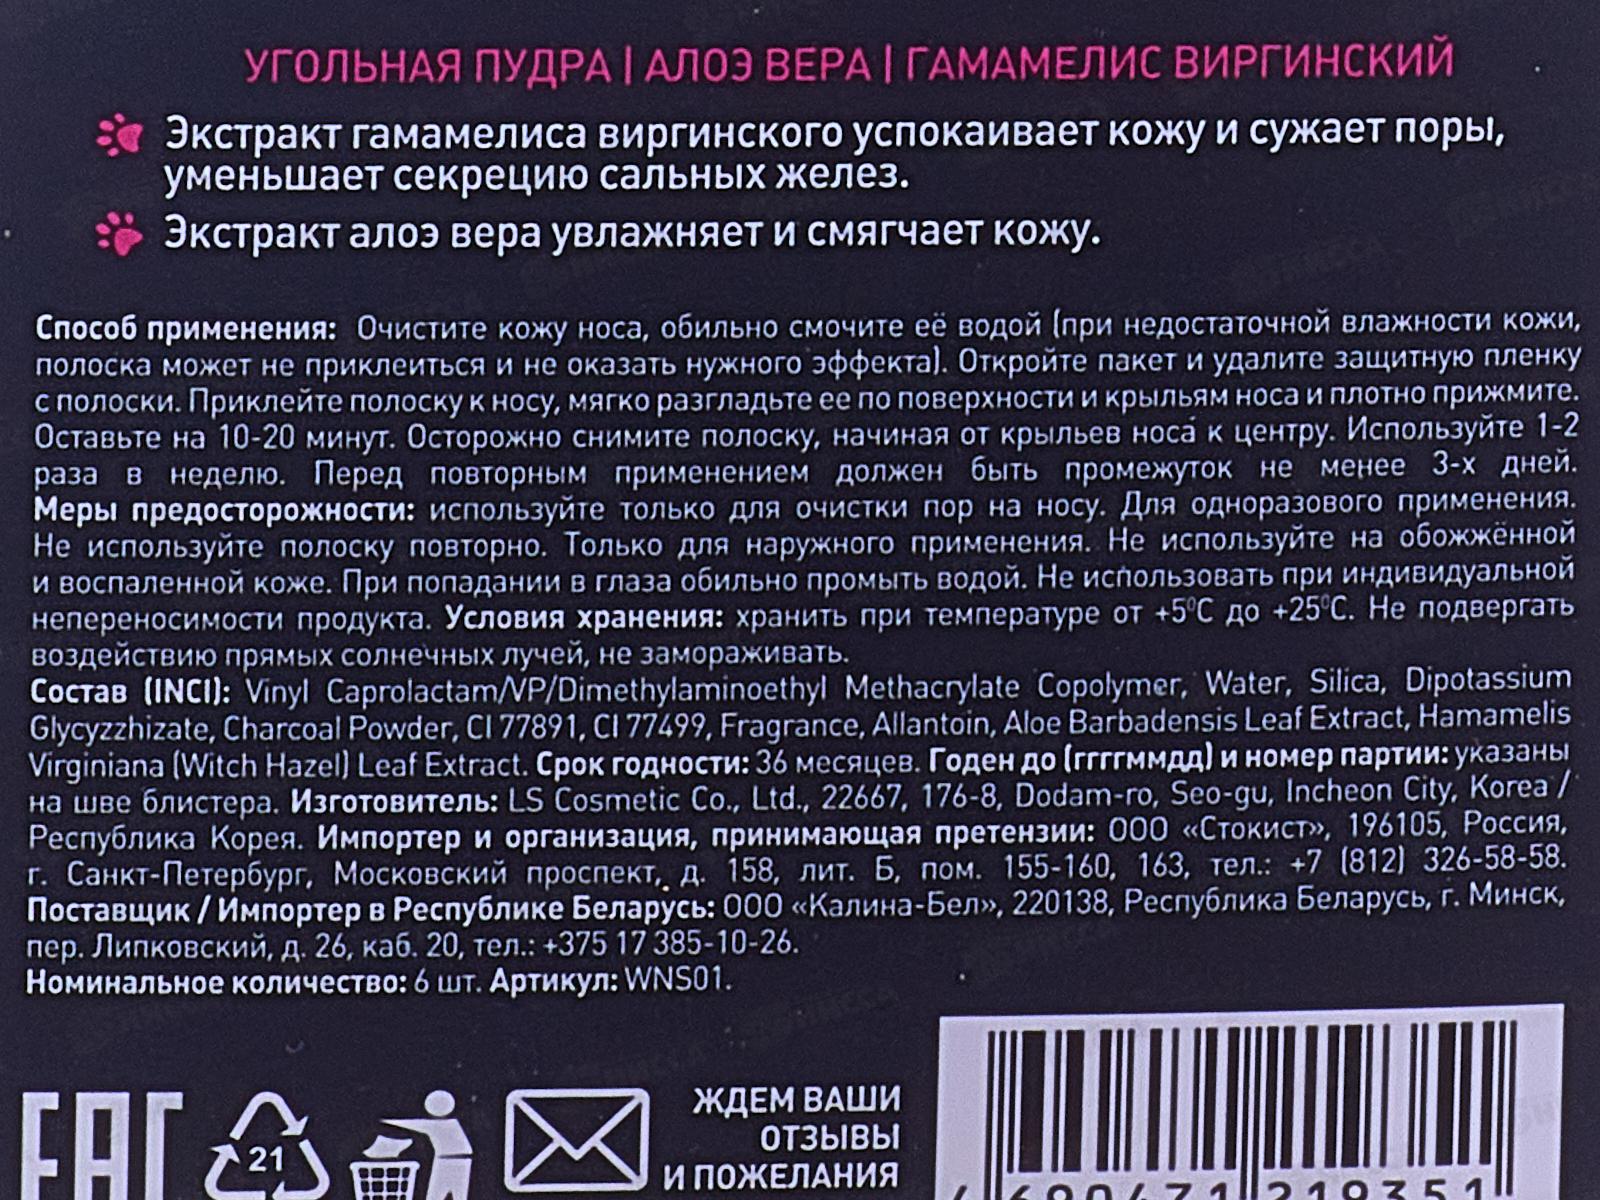 УГОЛЬНАЯ ПУДРА | АЛОЭ ВЕРА | ГАМАМЕЛИС ВИРГИНСКИЙ
Экстракт гамамелиса виргинского успокаивает кожу и сужает поры,
уменьшает секрецию сальных желез.
Экстракт алоэ вера увлажняет и смягчает кожу.
Способ применения: Очистите кожу носа, обильно смочите её водой (при недостаточной влажности кожи,
полоска может не приклеиться и не оказать нужного эффекта). Откройте пакет и удалите защитную пленку
с полоски. Приклейте полоску к носу, мягко разгладьте ее по поверхности и крыльям носа и плотно прижмите.
Оставьте на 10-20 минут. Осторожно снимите полоску, начиная от крыльев носа к центру. Используйте 1-2
раза в неделю. Перед повторным применением должен быть промежуток не менее 3-х дней.
Меры предосторожности: используйте только для очистки пор на носу. Для одноразового применения.
Не используйте полоску повторно. Только для наружного применения. Не используйте на обожжённой
и воспаленной коже. При попадании в глаза обильно промыть водой. Не использовать при индивидуальной
непереносимости продукта. Условия хранения: хранить при температуре от +5⁰С до +25⁰С. Не подвергать
воздействию прямых солнечных лучей, не замораживать.
Состав (INCI): Vinyl Caprolactam/VP/Dimethylaminoethyl Methacrylate Copolymer, Water, Silica, Dipotassium
Glycyzzhizate, Charcoal Powder, CI 77891, CI 77499, Fragrance, Allantoin, Aloe Barbadensis Leaf Extract, Hamamelis
Virginiana (Witch Hazel) Leaf Extract. Срок годности: 36 месяцев. Годен до (ггггммдд) и номер партии: указаны
на шве блистера. Изготовитель: LS Cosmetic Co., Ltd., 22667, 176-8, Dodam-ro, Seo-gu, Incheon City, Korea /
Республика Корея. Импортер и организация, принимающая претензии: ООО «Стокист», 196105, Россия,
г. Санкт-Петербург, Московский проспект, д. 158, лит. Б, пом. 155-160, 163, тел.: +7 (812) 326-58-58.
Поставщик / Импортер в Республике Беларусь: ООО «Калина-Бел», 220138, Республика Беларусь, г. Минск,
пер. Липковский, д. 26, каб. 20, тел.: +375 17 385-10-26.
Номинальное количество: 6 шт. Артикул: WNS01.
ЕАС
21
ЖДЕМ ВАШИ
ОТЗЫВЫ
И ПОЖЕЛАНИЯ
4 680471 219351